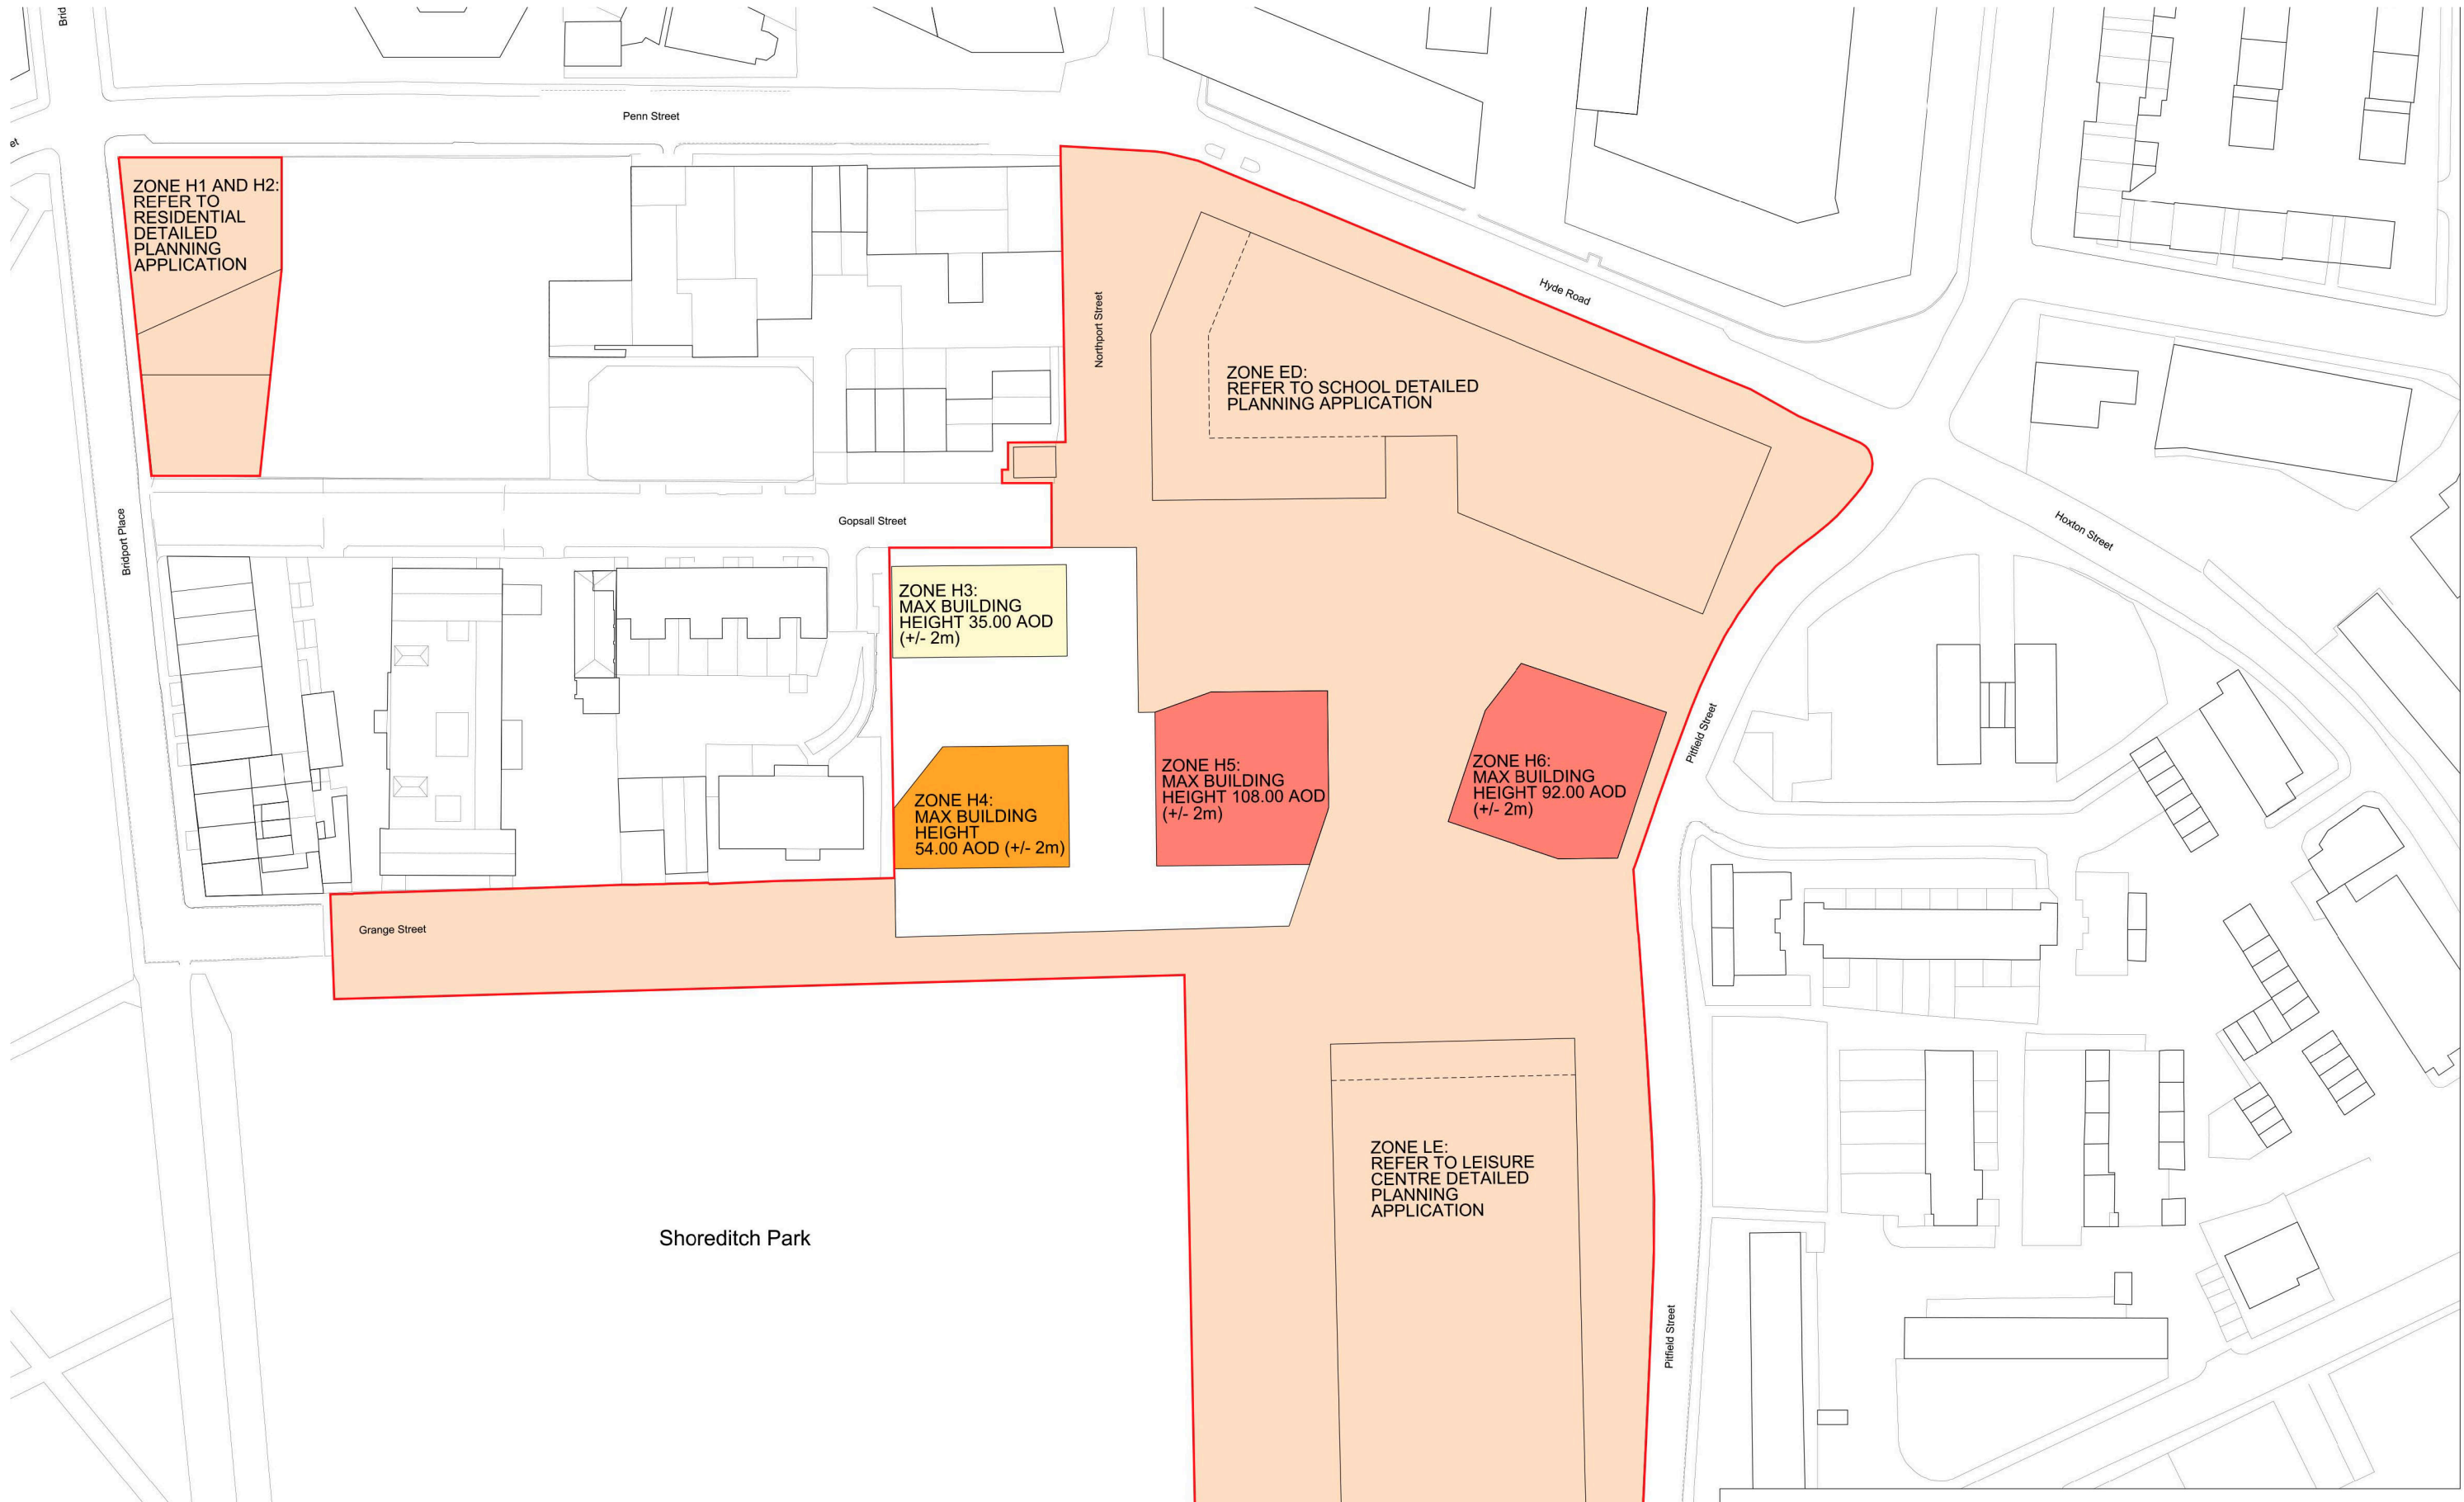 Brid
et
Penn Street
ZONE H1 AND H2:
REFER TO
RESIDENTIAL
DETAILED
PLANNING
APPLICATION
Northport Street
Hyde Road
ZONE ED:
REFER TO SCHOOL DETAILED
PLANNING APPLICATION
Bridport Place
Gopsall Street
Hoxton Street
ZONE H3:
MAX BUILDING
HEIGHT 35.00 AOD
(+/- 2m)
ZONE H4:
MAX BUILDING
HEIGHT
54.00 AOD (+/- 2m)
ZONE H5:
MAX BUILDING
HEIGHT 108.00 AOD
(+/- 2m)
ZONE H6:
MAX BUILDING
HEIGHT 92.00 AOD
(+/- 2m)
Pitfield Street
Grange Street
ZONE LE:
REFER TO LEISURE
CENTRE DETAILED
PLANNING
APPLICATION
Shoreditch Park
Pitfield Street